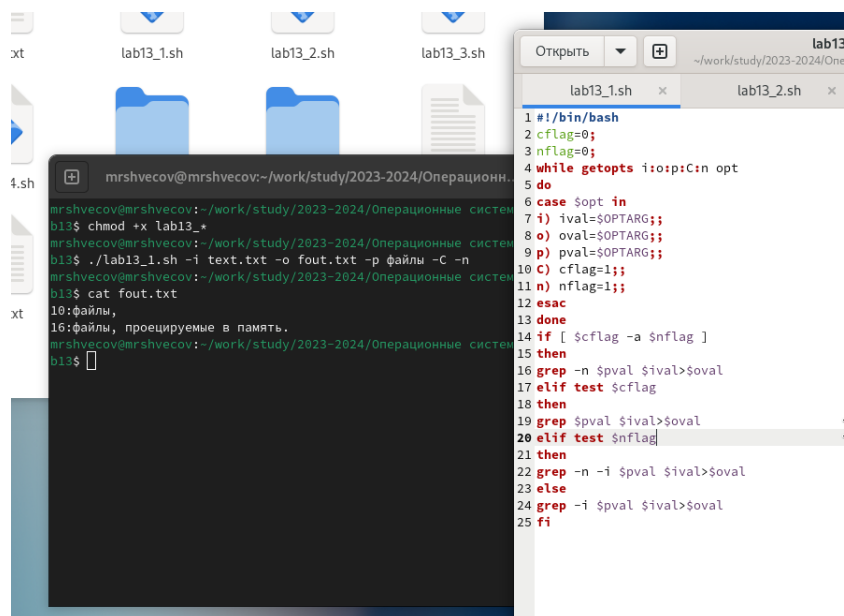 xt
lab13_1.sh
lab13_2.sh
lab13_3.sh
4.sh
xt
mrshvecov@mrshvecov:~/work/study/2023-2024/Операционн...
mrshvecov@mrshvecov:~/work/study/2023-2024/Операционные систем
b13$ chmod +x lab13_*
mrshvecov@mrshvecov:~/work/study/2023-2024/Операционные систем
b13$ ./lab13_1.sh -i text.txt -o fout.txt -p файлы -C -n
mrshvecov@mrshvecov:~/work/study/2023-2024/Операционные систем
b13$ cat fout.txt
10:файлы,
16:файлы, проецируемые в память.
mrshvecov@mrshvecov:~/work/study/2023-2024/Операционные систем
b13$
Открыть
lab13
~/work/study/2023-2024/Опе
lab13_1.sh
lab13_2.sh
1 #!/bin/bash
2 cflag=0;
3 nflag=0;
4 while getopts i:o:p:C:n opt
5 do
6 case $opt in
7 i) ival=$OPTARG;;
8 o) oval=$OPTARG;;
9 p) pval=$OPTARG;;
10 C) cflag=1;;
11 n) nflag=1;;
12 esac
13 done
14 if [ $cflag -a $nflag ]
15 then
16 grep -n $pval $ival>$oval
17 elif test $cflag
18 then
19 grep $pval $ival>$oval
20 elif test $nflag
21 then
22 grep -n -i $pval $ival>$oval
23 else
24 grep -i $pval $ival>$oval
25 fi